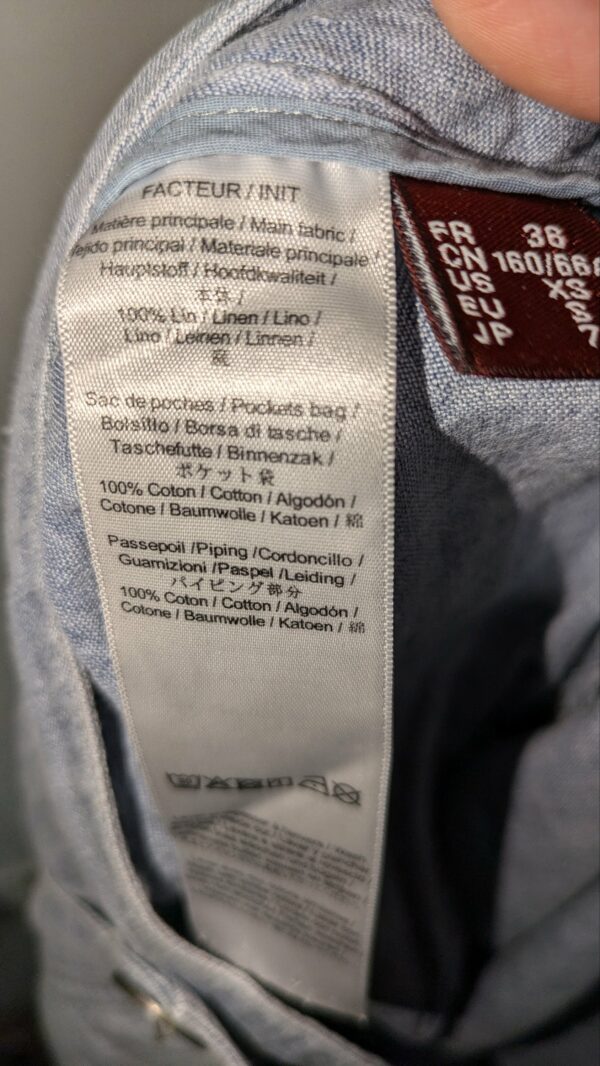 FACTEUR / INIT
Matière principale / Main fabric /
Tejido principal / Materiale principale /
Hauptstoff / Hoofdkwaliteit /
本体 /
100% Lin / Linen / Lino /
Lino / Leinen / Linnen /
Sac de poches / Pockets bag /
Bolsillo / Borsa di tasche /
Taschefutte / Binnenzak /
ポケット袋
100% Coton / Cotton / Algodón /
Cotone / Baumwolle / Katoen / 綿
Passepoil /Piping /Cordoncillo /
Guarnizioni /Paspel /Leiding /
パイピング部分
100% Coton / Cotton / Algodón /
Cotone / Baumwolle / Katoen / 綿
FR 36
CN 160/66A
US XS
EU S
JP 7